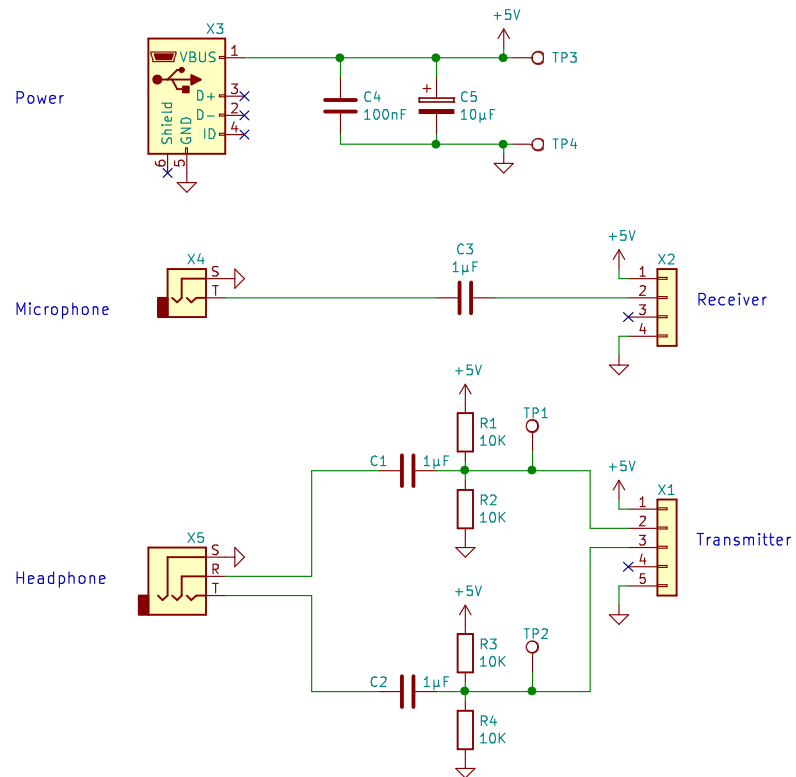 +5V
X3
VBUS 1
TP3
D+ 3
D- 2
ID 4
Shield
GND
6
5
Power
C4
100nF
+
C5
10µF
TP4
X4
S
T
Microphone
C3
1µF
+5V
X2
1
2
3
4
Receiver
+5V
R1
10K
TP1
C1 1µF
R2
10K
+5V
X1
1
2
3
4
5
Transmitter
X5
S
R
T
Headphone
+5V
R3
10K
TP2
C2 1µF
R4
10K